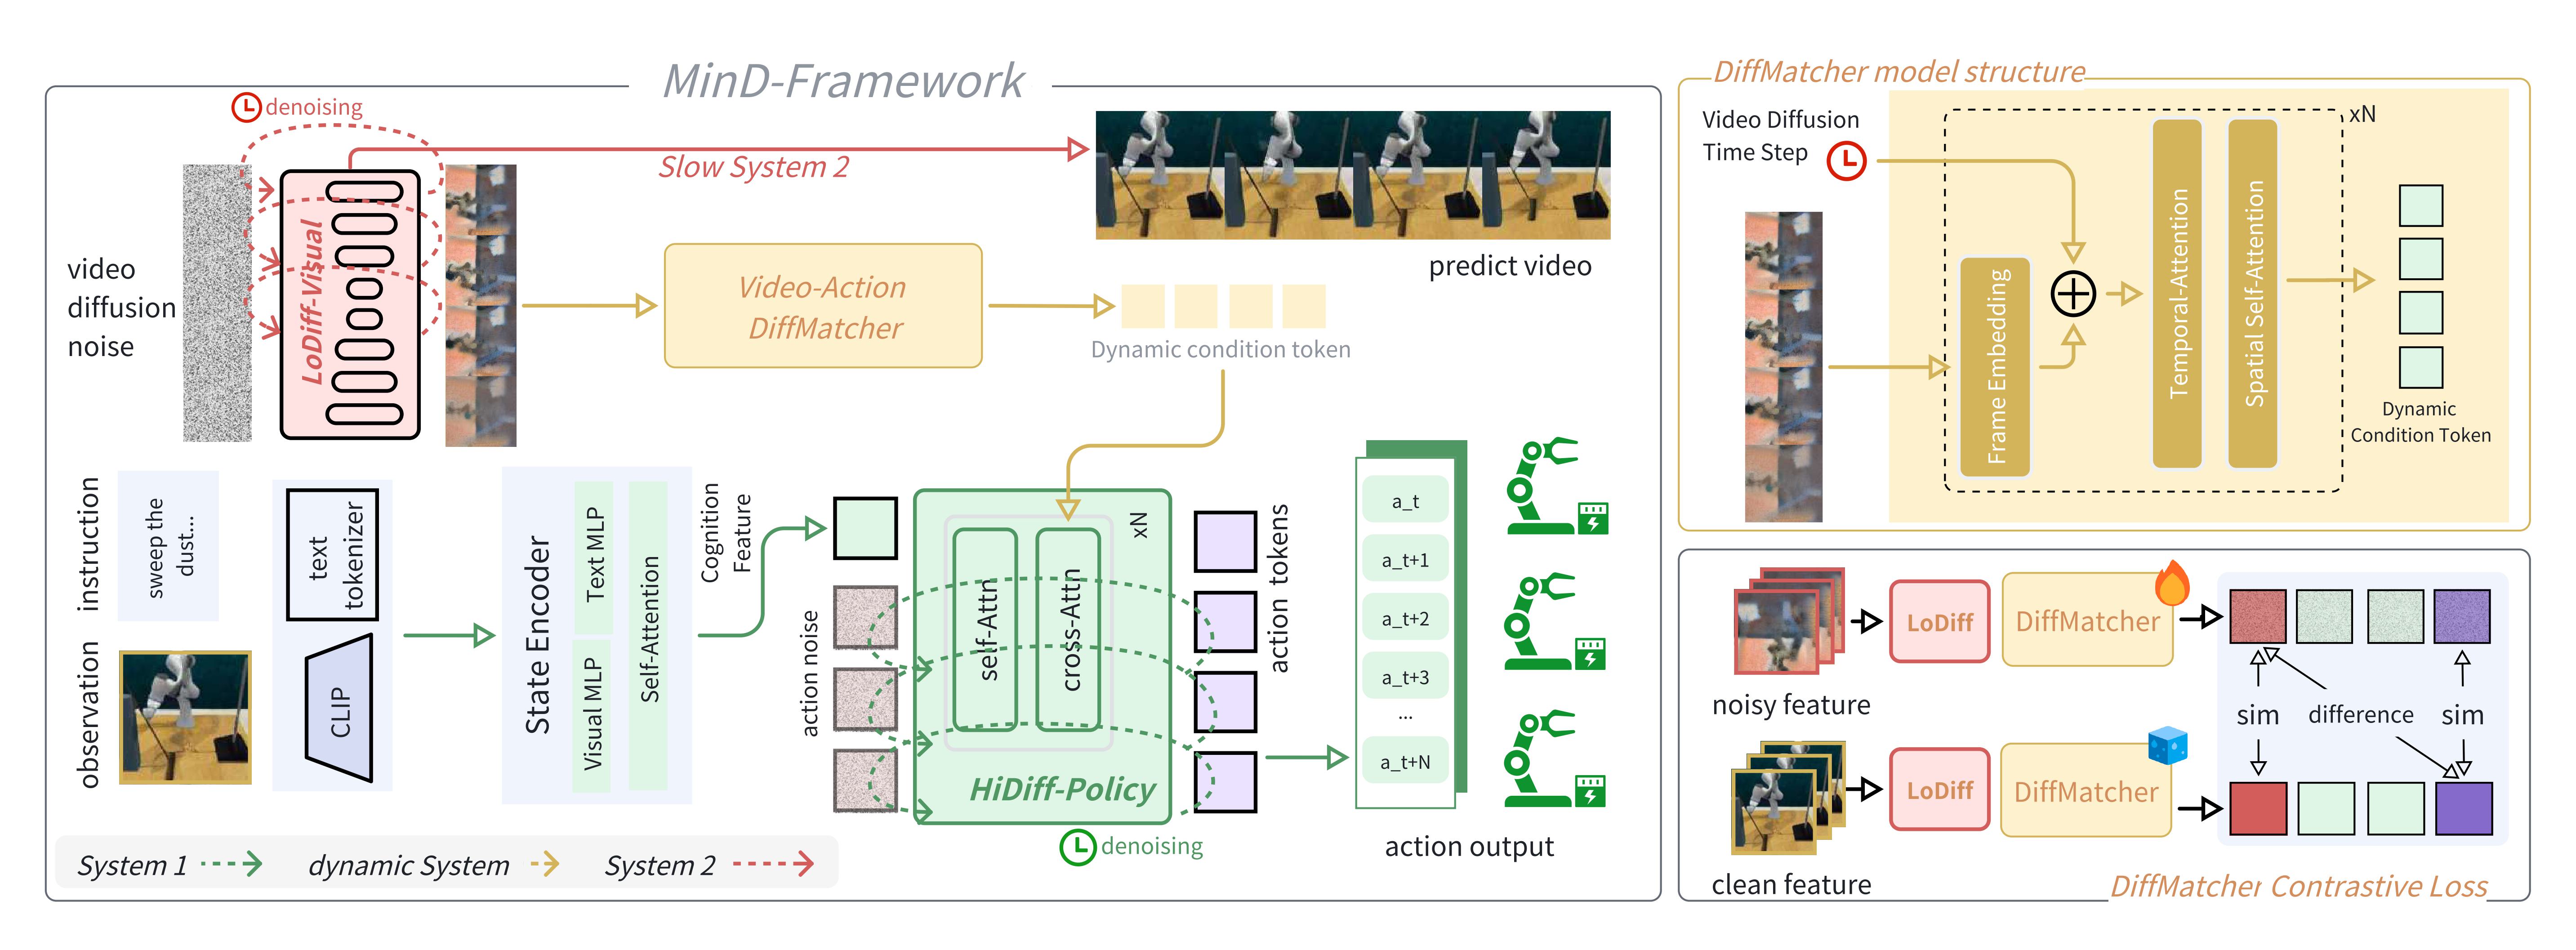 MinD-Framework
denoising
Slow System 2
LoDiff-Visual
video
diffusion
noise
Video-Action
DiffMatcher
predict video
Dynamic condition token
instruction
sweep the
dust...
text
tokenizer
observation
CLIP
State Encoder
Text MLP
Visual MLP
Self-Attention
Cognition
Feature
action noise
self-Attn
cross-Attn
xN
HiDiff-Policy
denoising
action tokens
a_t
a_t+1
a_t+2
a_t+3
...
a_t+N
action output
System 1
dynamic System
System 2
DiffMatcher model structure
Video Diffusion
Time Step
xN
Frame Embedding
Temporal-Attention
Spatial Self-Attention
Dynamic
Condition Token
noisy feature
LoDiff
DiffMatcher
sim
difference
sim
clean feature
LoDiff
DiffMatcher
DiffMatcher Contrastive Loss